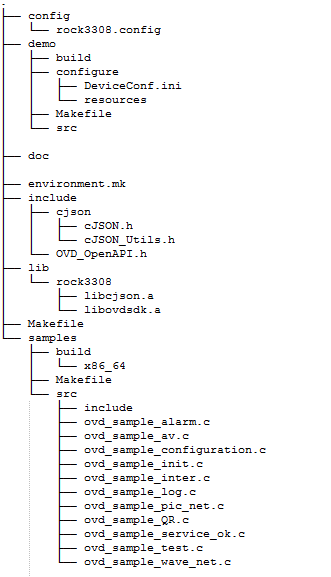 .
├── config
│   └── rock3308.config
├── demo
│   ├── build
│   ├── configure
│   │   ├── DeviceConf.ini
│   │   └── resources
│   ├── Makefile
│   └── src
├── doc
├── environment.mk
├── include
│   ├── cjson
│   │   ├── cJSON.h
│   │   └── cJSON_Utils.h
│   └── OVD_OpenAPI.h
├── lib
│   └── rock3308
│       ├── libcjson.a
│       └── libovdsdk.a
├── Makefile
└── samples
    ├── build
    │   └── x86_64
    ├── Makefile
    └── src
        ├── include
        ├── ovd_sample_alarm.c
        ├── ovd_sample_av.c
        ├── ovd_sample_configuration.c
        ├── ovd_sample_init.c
        ├── ovd_sample_inter.c
        ├── ovd_sample_log.c
        ├── ovd_sample_pic_net.c
        ├── ovd_sample_QR.c
        ├── ovd_sample_service_ok.c
        ├── ovd_sample_test.c
        └── ovd_sample_wave_net.c